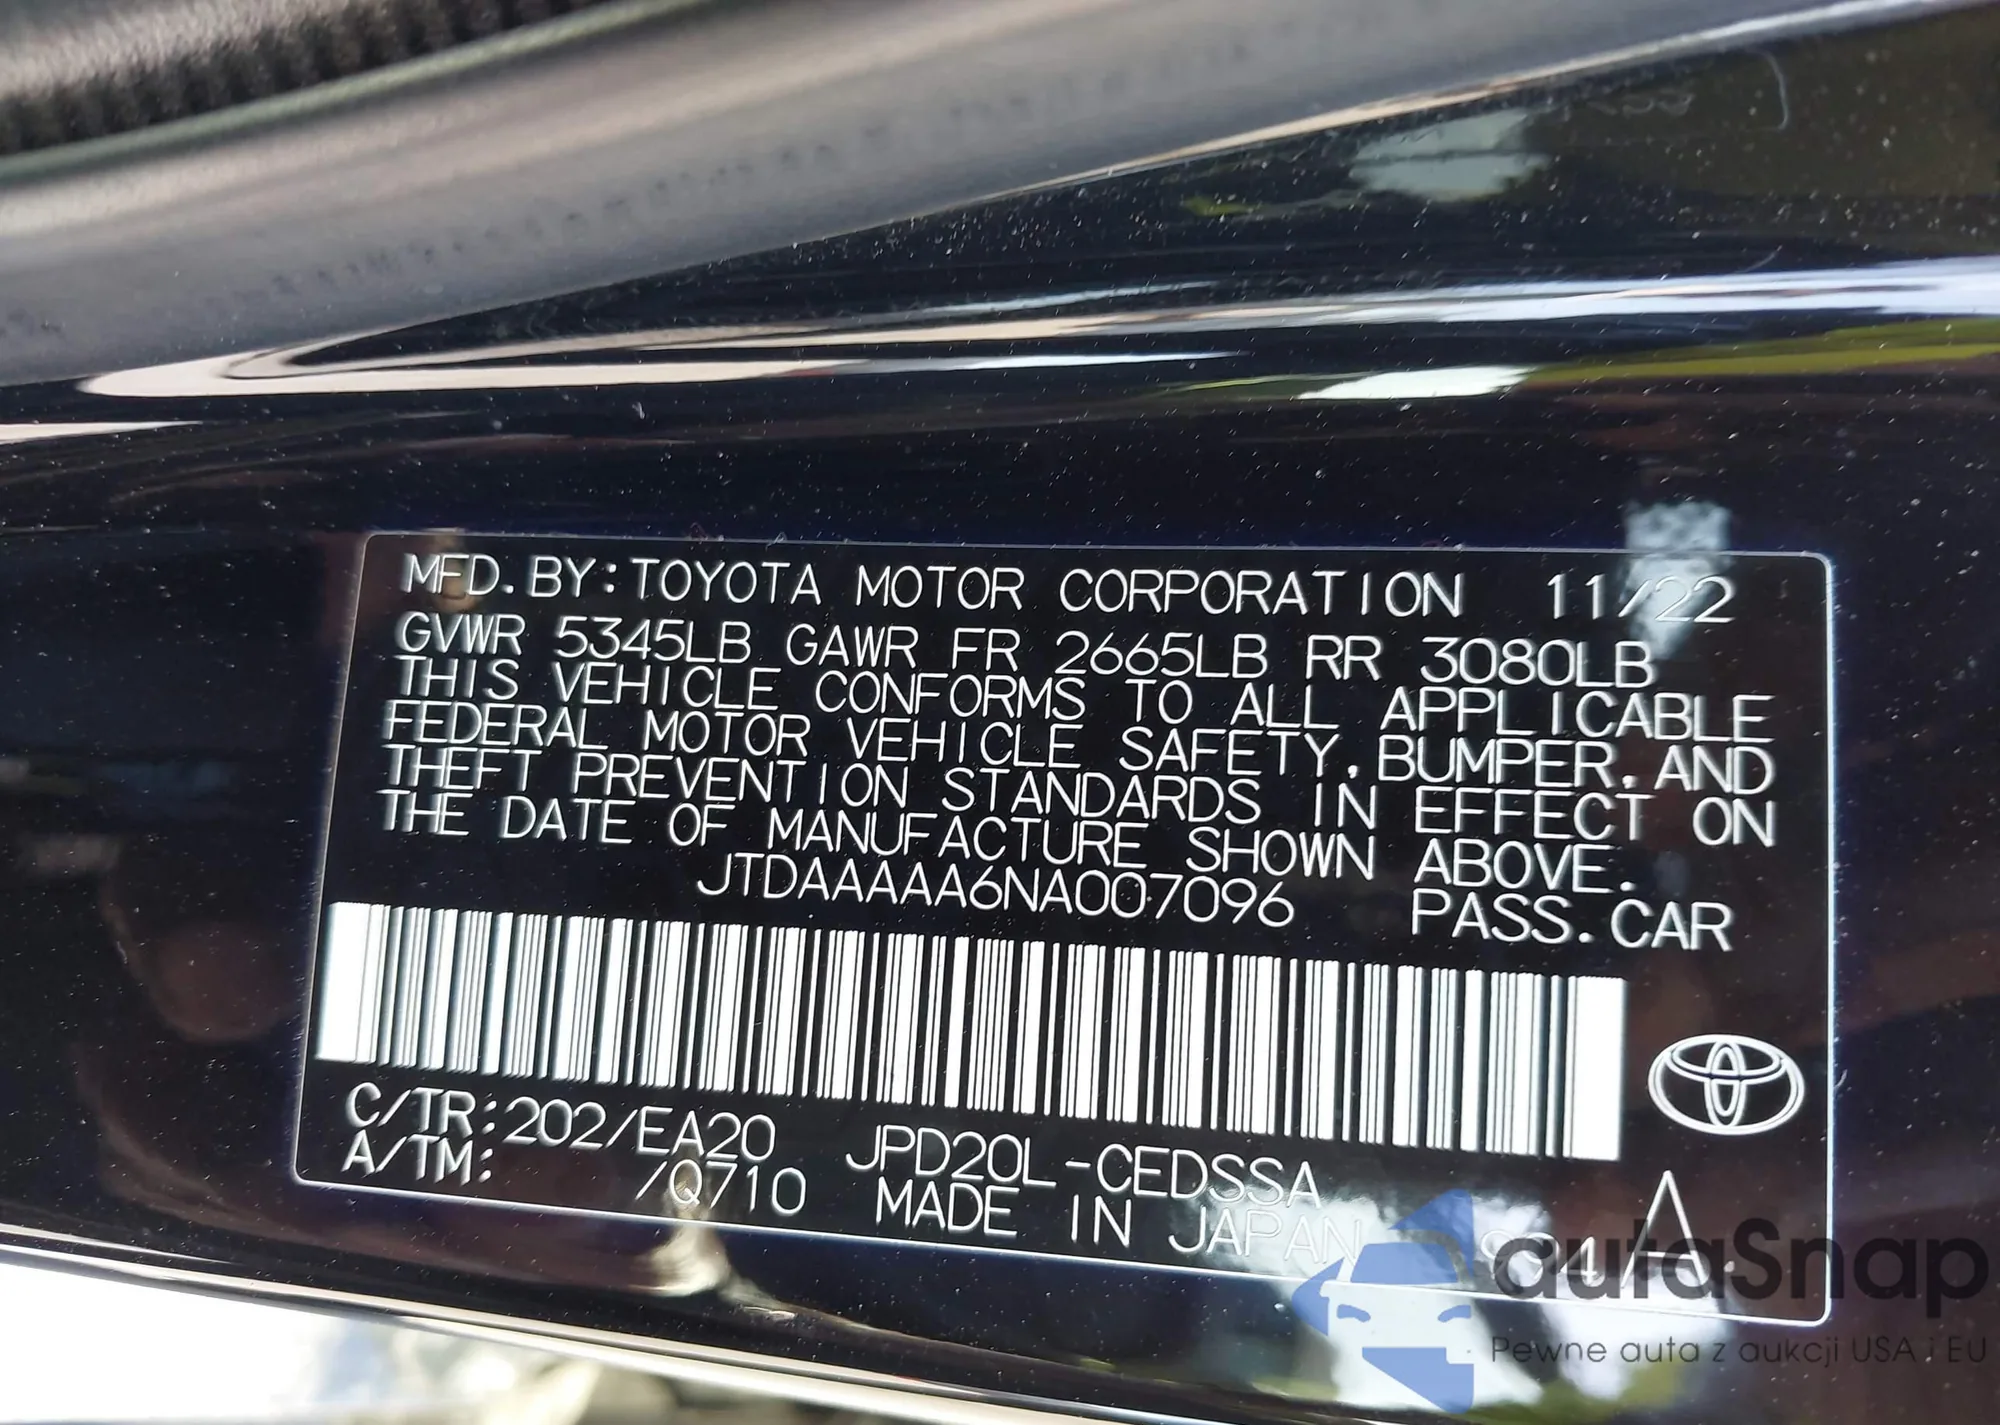 MFD.BY:TOYOTA MOTOR CORPORATION 11/22
GVWR 5345LB GAWR FR 2665LB RR 3080LB
THIS VEHICLE CONFORMS TO ALL APPLICABLE
FEDERAL MOTOR VEHICLE SAFETY,BUMPER,AND
THEFT PREVENTION STANDARDS IN EFFECT ON
THE DATE OF MANUFACTURE SHOWN ABOVE.
JTDAAAAA6NA007096 PASS.CAR
C/TR:202/EA20 JPD20L-CEDSSA
A/TM: /Q710 MADE IN JAPAN
autaSnap
Pewne auta z aukcji USA i EU